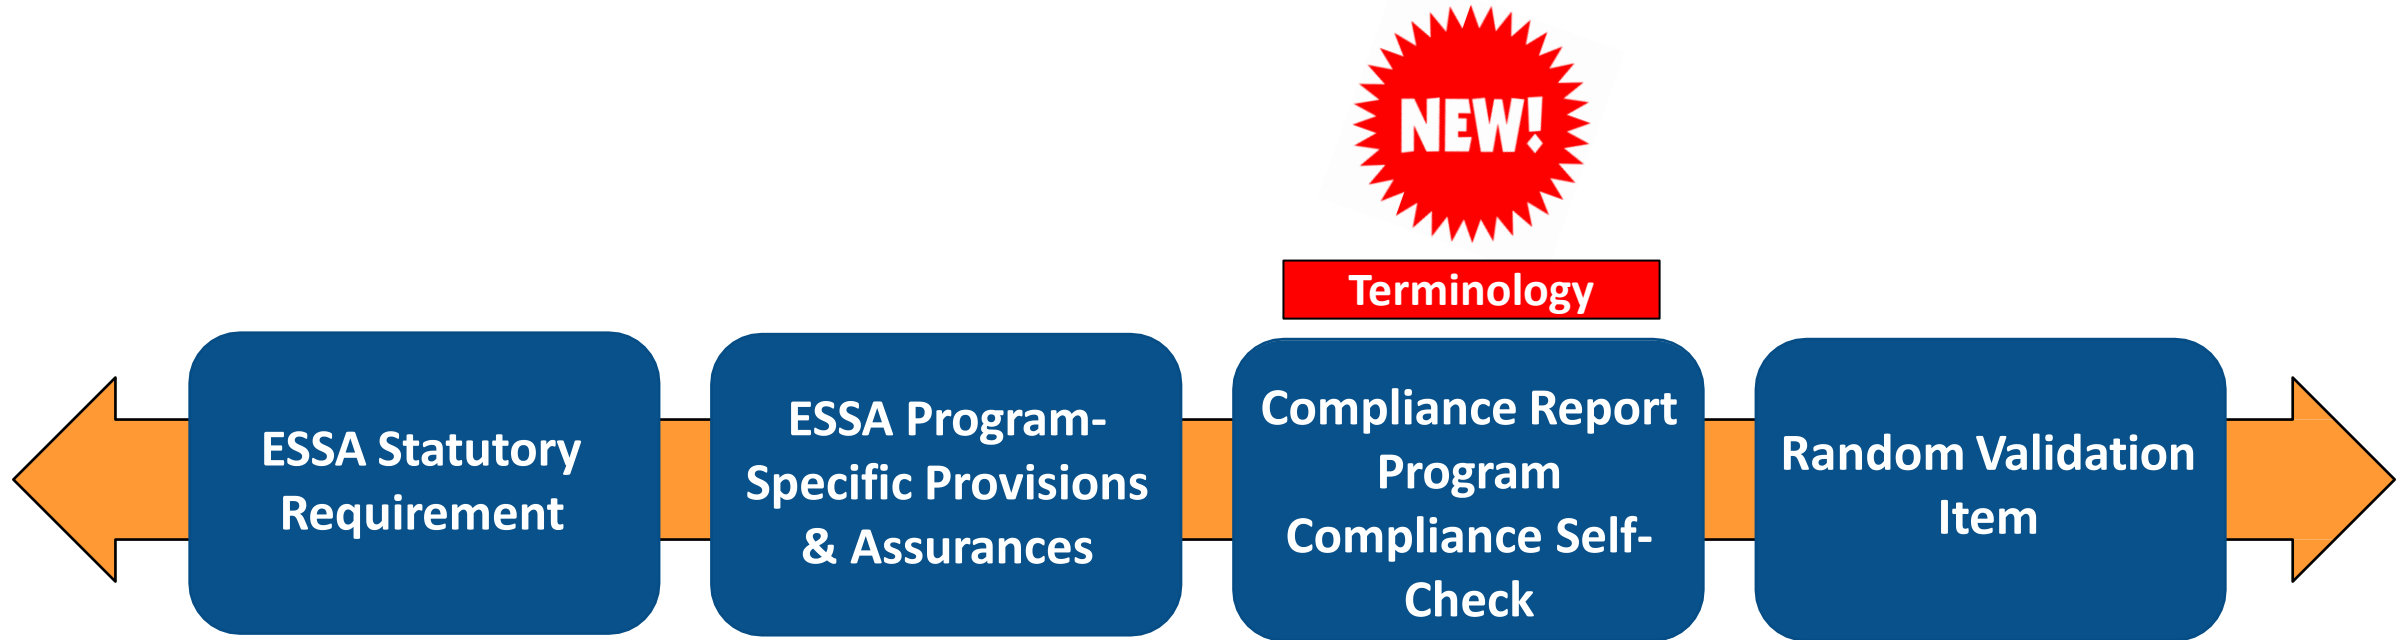 NEW!
Terminology
ESSA Statutory
Requirement
ESSA Program-
Specific Provisions
& Assurances
Compliance Report
Program
Compliance Self-
Check
Random Validation
Item